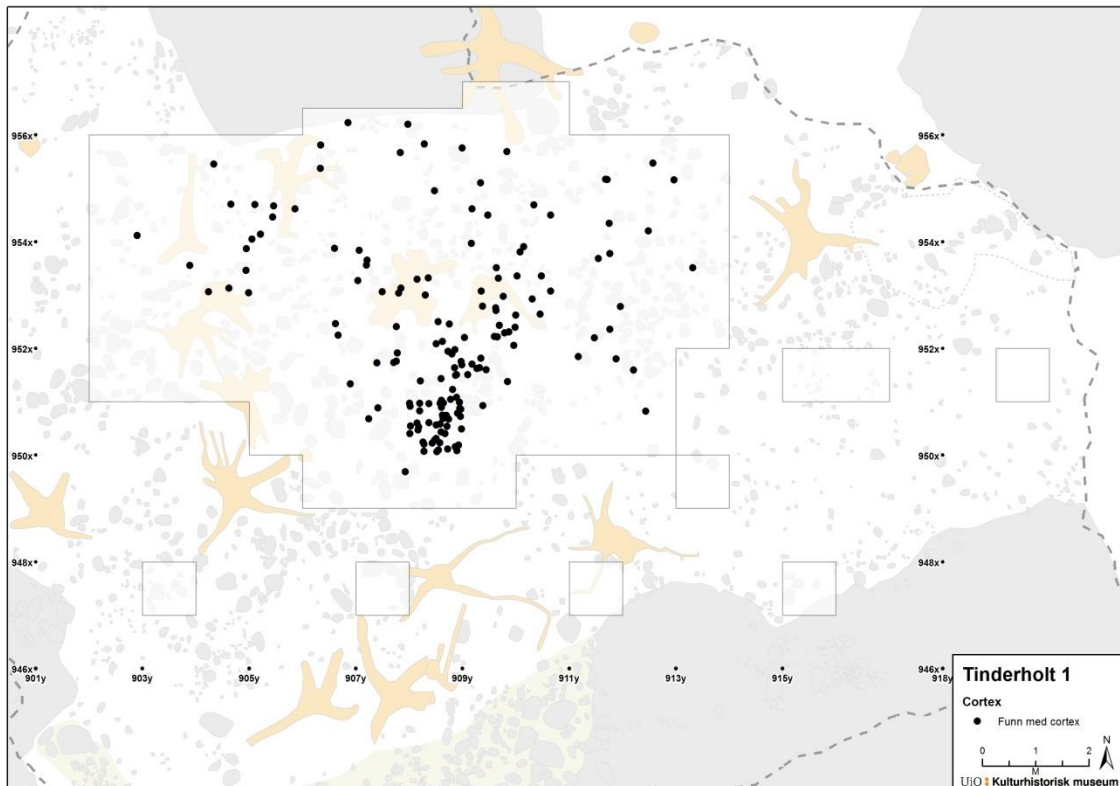 956x 956x
954x 954x
952x 952x
950x 950x
948x 948x
946x 946x
901y 903y 905y 907y 909y 911y 913y 915y 918y
Tinderholt 1
Cortex
Funn med cortex
N
0 1 2
M
UiO Kulturhistorisk museum